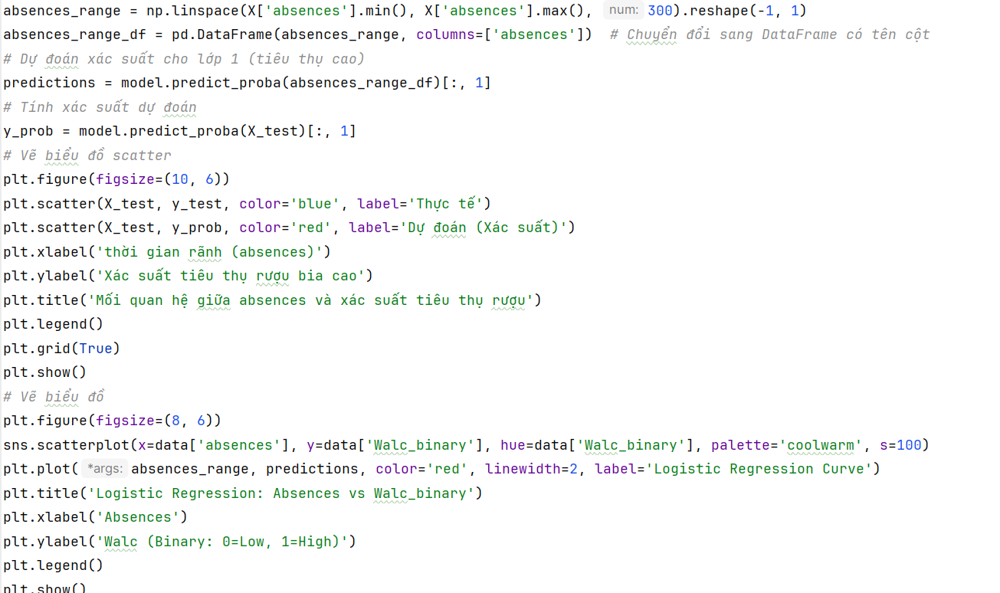 absences_range = np.linspace(X['absences'].min(), X['absences'].max(), num: 300).reshape(-1, 1)
absences_range_df = pd.DataFrame(absences_range, columns=['absences'])  # Chuyển đổi sang DataFrame có tên cột
# Dự đoán xác suất cho lớp 1 (tiêu thụ cao)
predictions = model.predict_proba(absences_range_df)[:, 1]
# Tính xác suất dự đoán
y_prob = model.predict_proba(X_test)[:, 1]
# Vẽ biểu đồ scatter
plt.figure(figsize=(10, 6))
plt.scatter(X_test, y_test, color='blue', label='Thực tế')
plt.scatter(X_test, y_prob, color='red', label='Dự đoán (Xác suất)')
plt.xlabel('thời gian rãnh (absences)')
plt.ylabel('Xác suất tiêu thụ rượu bia cao')
plt.title('Mối quan hệ giữa absences và xác suất tiêu thụ rượu')
plt.legend()
plt.grid(True)
plt.show()
# Vẽ biểu đồ
plt.figure(figsize=(8, 6))
sns.scatterplot(x=data['absences'], y=data['Walc_binary'], hue=data['Walc_binary'], palette='coolwarm', s=100)
plt.plot( *args: absences_range, predictions, color='red', linewidth=2, label='Logistic Regression Curve')
plt.title('Logistic Regression: Absences vs Walc_binary')
plt.xlabel('Absences')
plt.ylabel('Walc (Binary: 0=Low, 1=High)')
plt.legend()
plt.show()